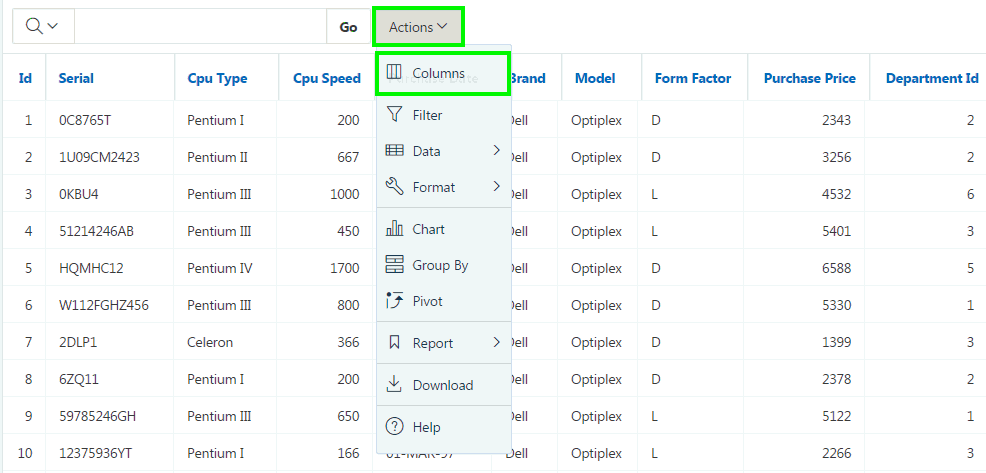 Go Actions
Id Serial Cpu Type Cpu Speed Brand Model Form Factor Purchase Price Department Id
Columns
1 0C8765T Pentium I 200 Dell Optiplex D 2343 2
Filter
2 1U09CM2423 Pentium II 667 Dell Optiplex D 3256 2
Data
3 0KBU4 Pentium III 1000 Dell Optiplex L 4532 6
Format
4 51214246AB Pentium III 450 Dell Optiplex L 5401 3
Chart
5 HQMHC12 Pentium IV 1700 Dell Optiplex D 6588 5
Group By
6 W112FGHZ456 Pentium III 800 Dell Optiplex D 5330 1
Pivot
7 2DLP1 Celeron 366 Dell Optiplex D 1399 3
Report
8 6ZQ11 Pentium I 200 Dell Optiplex D 2378 2
Download
9 59785246GH Pentium III 650 Dell Optiplex L 5122 1
Help
10 12375936YT Pentium I 166 01-MAR-97 Dell Optiplex L 2266 3